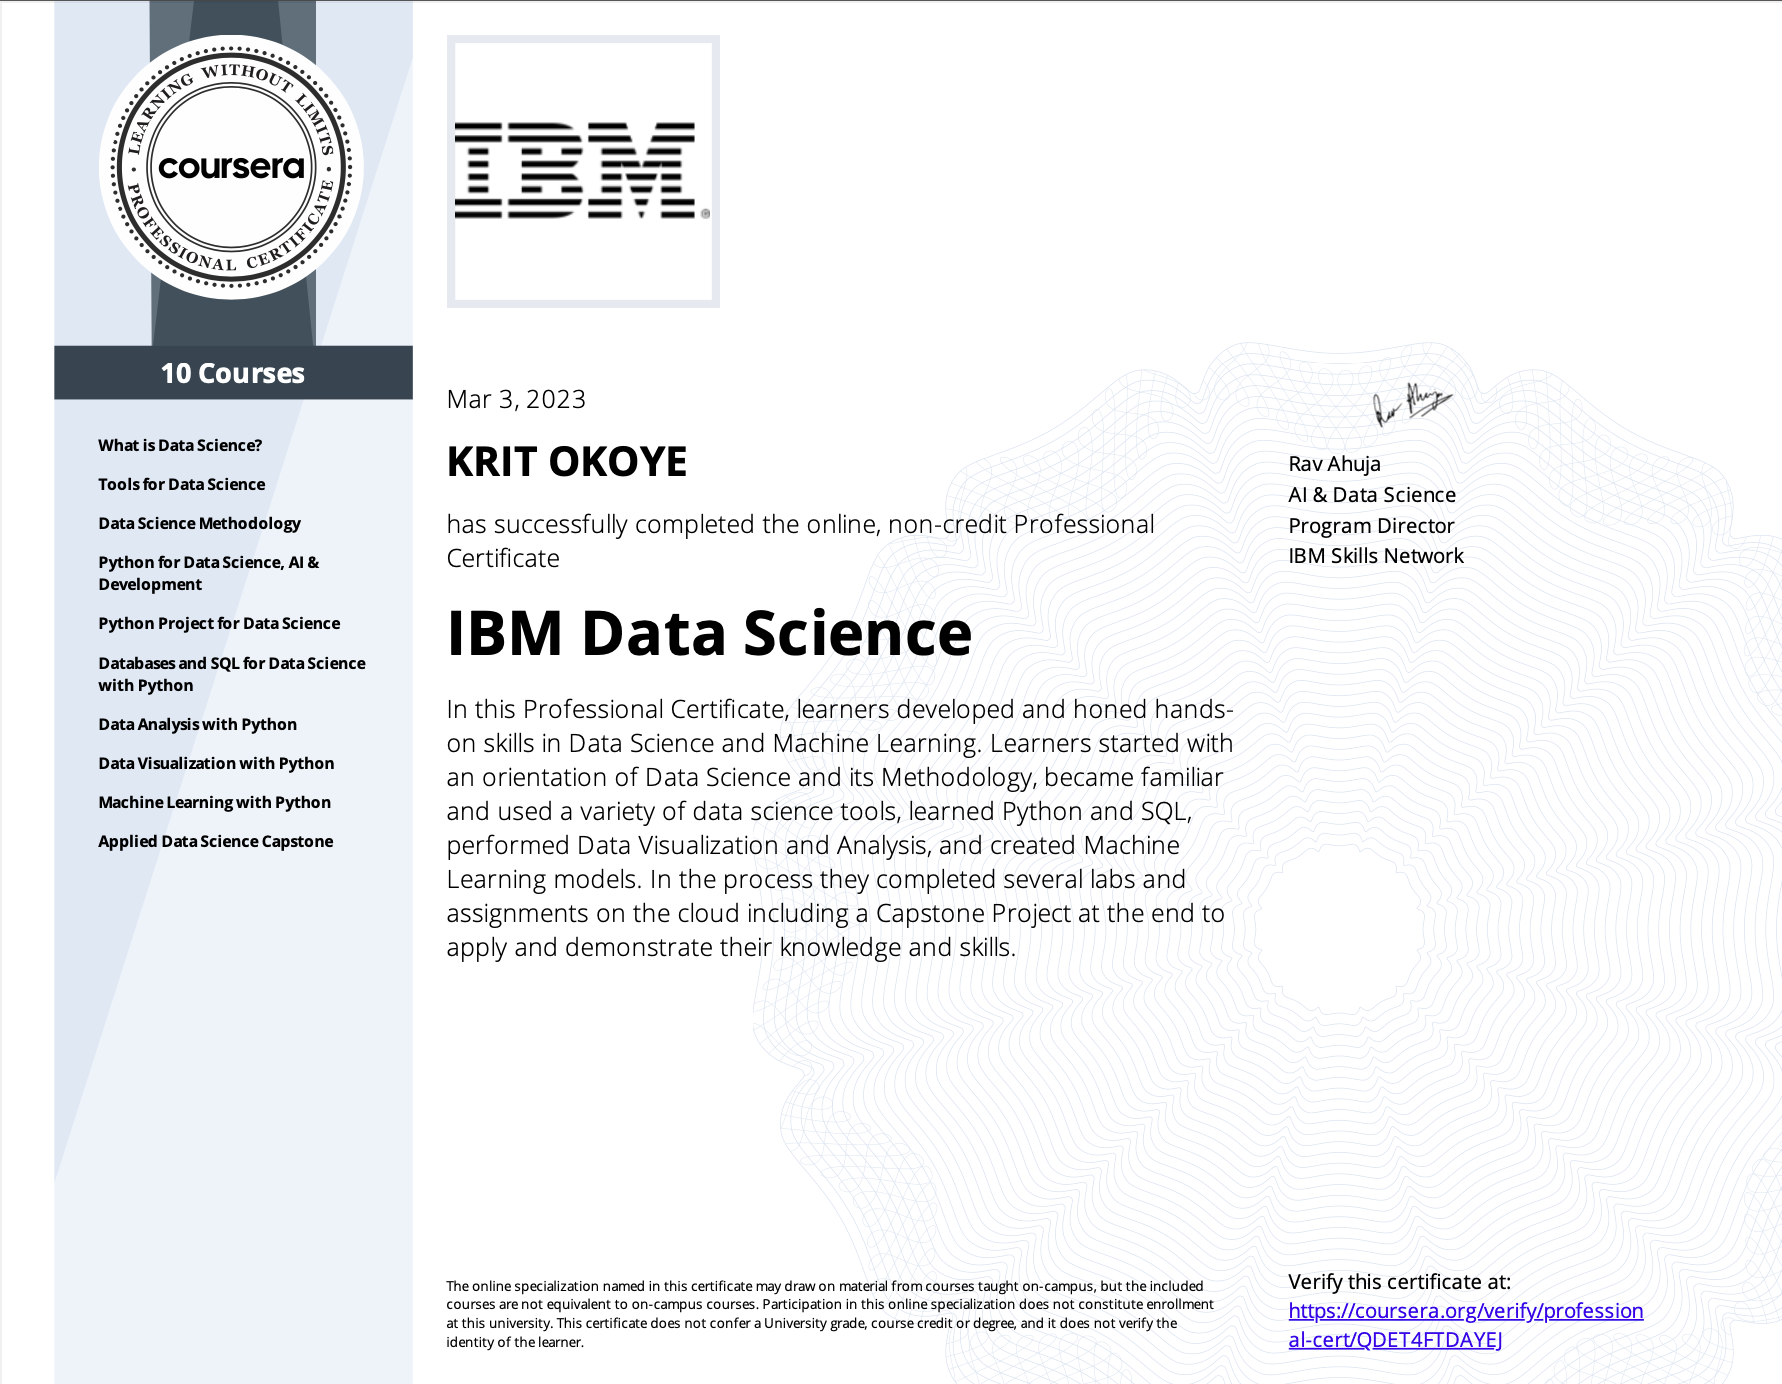 LEARNING WITHOUT LIMITS
coursera
PROFESSIONAL CERTIFICATE
10 Courses
What is Data Science?
Tools for Data Science
Data Science Methodology
Python for Data Science, AI &
Development
Python Project for Data Science
Databases and SQL for Data Science
with Python
Data Analysis with Python
Data Visualization with Python
Machine Learning with Python
Applied Data Science Capstone
IBM®
Mar 3, 2023
KRIT OKOYE
has successfully completed the online, non-credit Professional
Certificate
IBM Data Science
In this Professional Certificate, learners developed and honed hands-
on skills in Data Science and Machine Learning. Learners started with
an orientation of Data Science and its Methodology, became familiar
and used a variety of data science tools, learned Python and SQL,
performed Data Visualization and Analysis, and created Machine
Learning models. In the process they completed several labs and
assignments on the cloud including a Capstone Project at the end to
apply and demonstrate their knowledge and skills.
Rav Ahuja
Rav Ahuja
AI & Data Science
Program Director
IBM Skills Network
The online specialization named in this certificate may draw on material from courses taught on-campus, but the included
courses are not equivalent to on-campus courses. Participation in this online specialization does not constitute enrollment
at this university. This certificate does not confer a University grade, course credit or degree, and it does not verify the
identity of the learner.
Verify this certificate at:
https://coursera.org/verify/profession
al-cert/QDET4FTDAYEJ